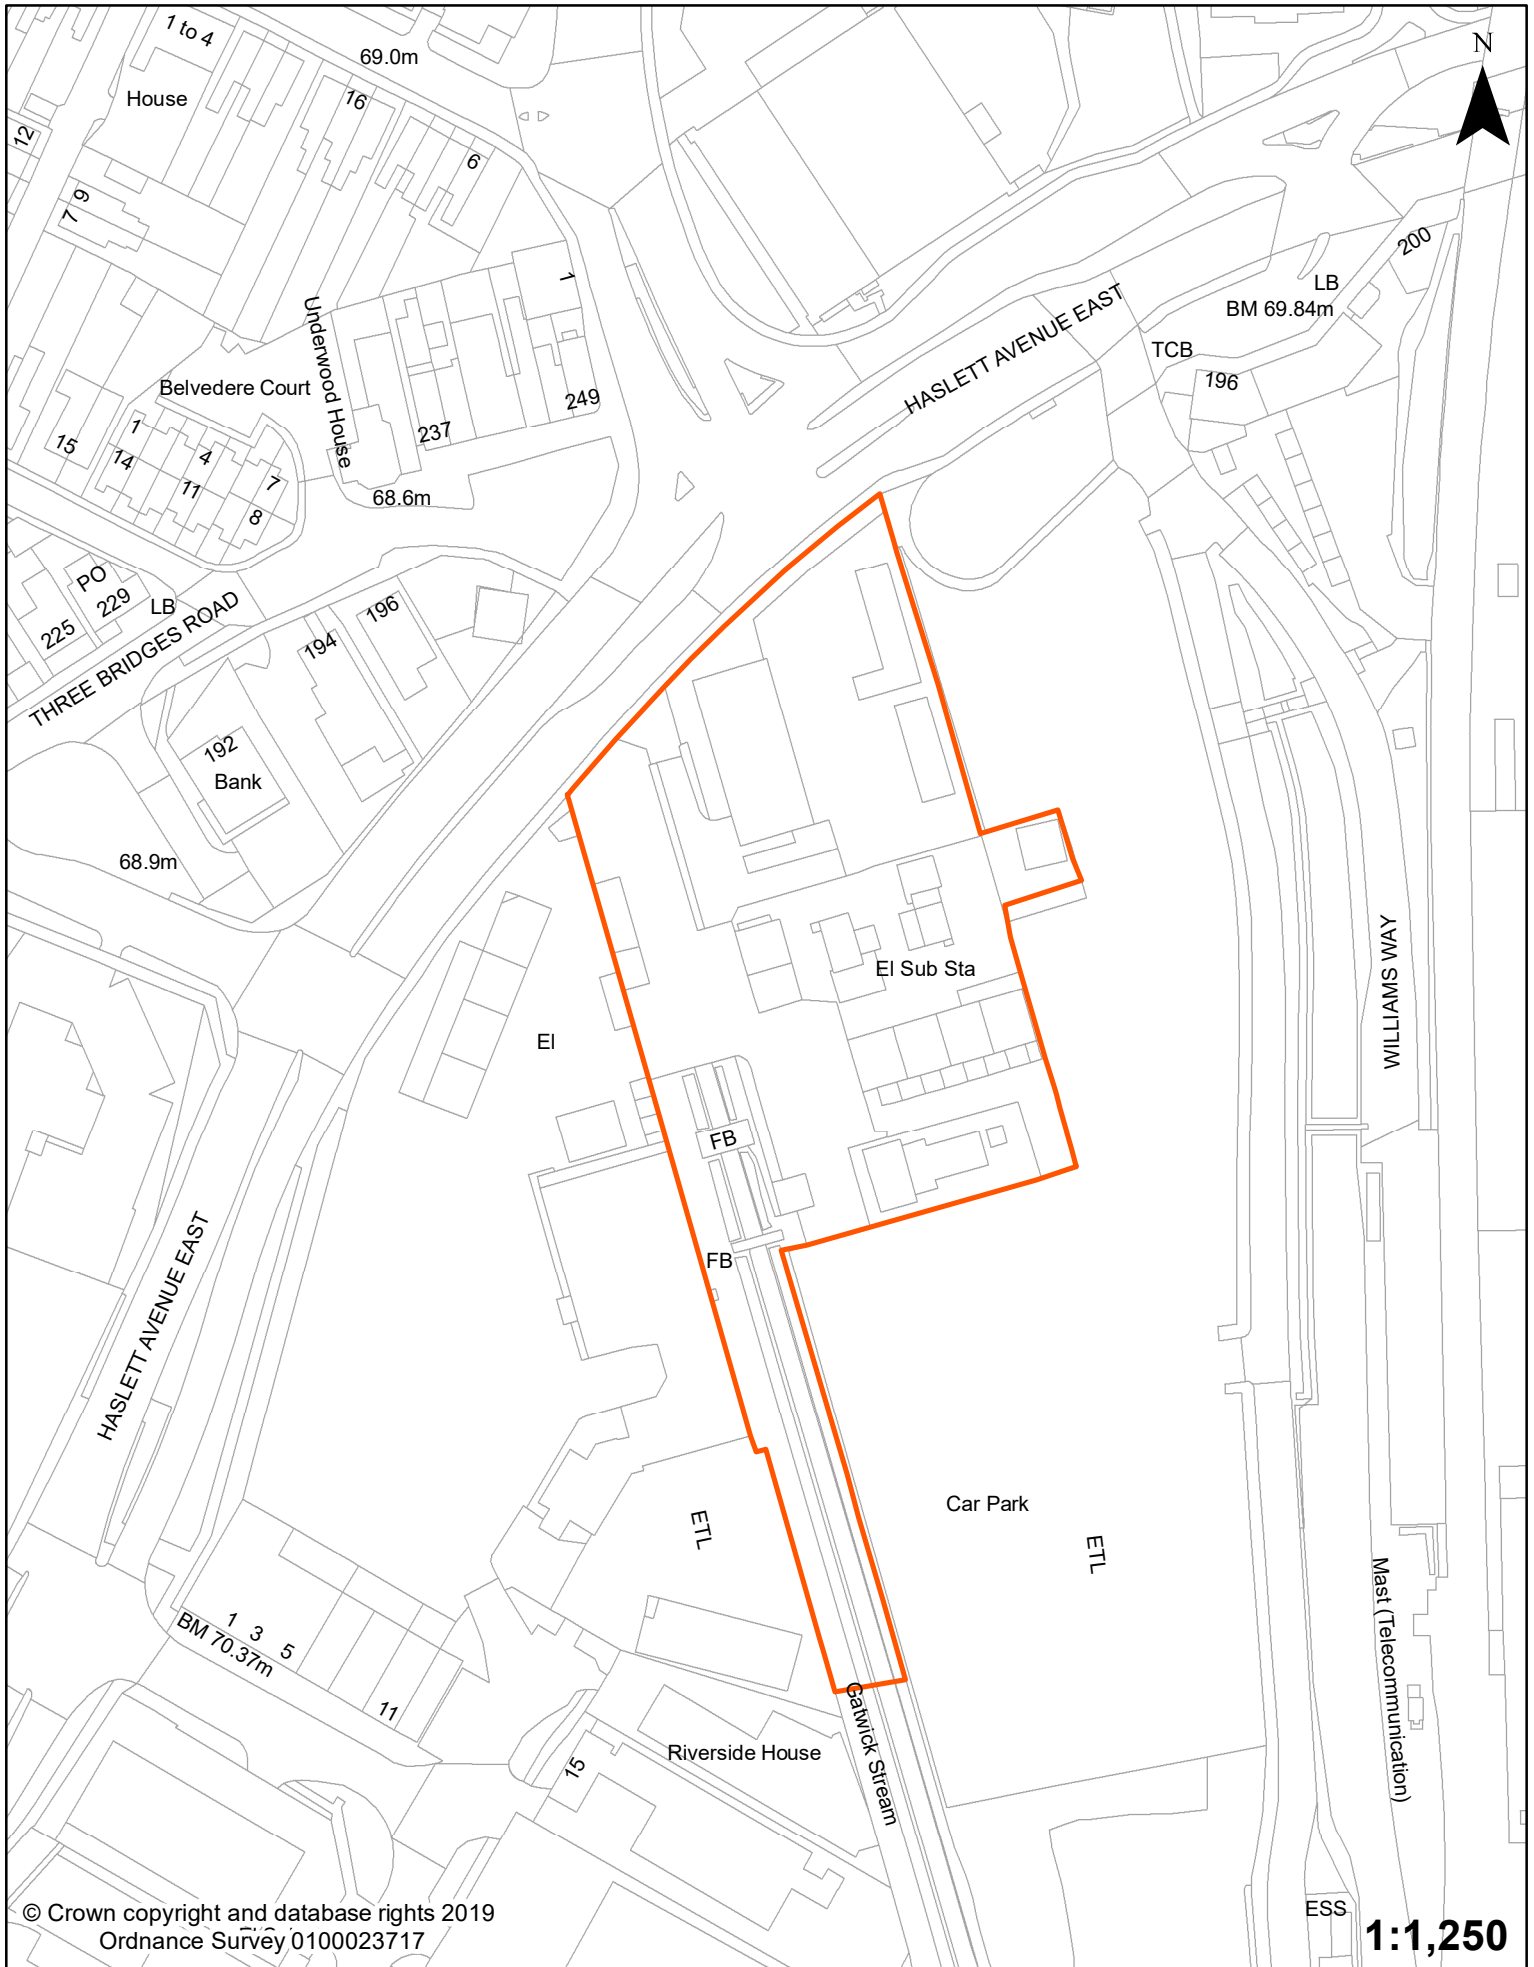 1 to 4
69.0m
N
House
16
12
6
9
7
200
1
LB
BM 69.84m
HASLETT AVENUE EAST
TCB
Underwood House
196
Belvedere Court
249
237
1
15
14
4
7
11
8
68.6m
PO
229
LB
196
225
194
THREE BRIDGES ROAD
192
Bank
68.9m
El Sub Sta
WILLIAMS WAY
El
FB
FB
HASLETT AVENUE EAST
Car Park
ETL
ETL
Mast (Telecommunication)
1
3
5
BM 70.37m
11
Gatwick Stream
Riverside House
15
ESS
© Crown copyright and database rights 2019
Ordnance Survey 0100023717
1:1,250